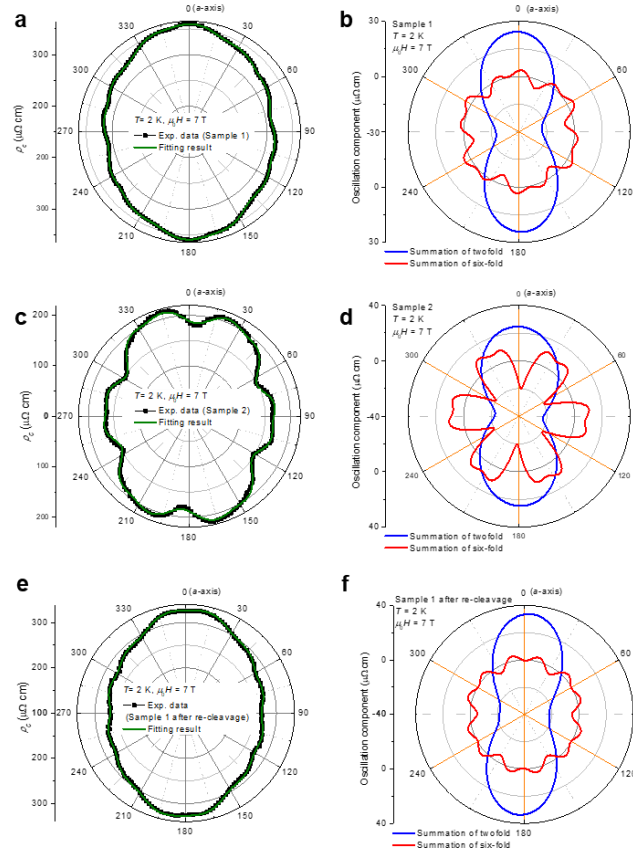 a
0 (a-axis)
330
30
300
60
270
90
240
120
210
150
180
ρc (μΩ cm)
300
200
200
300
T= 2 K, μ0H = 7 T
Exp. data (Sample 1)
Fitting result
b
Sample 1
T = 2 K
μ0H = 7 T
0 (a-axis)
300
60
240
120
180
Oscillation component (μΩ cm)
30
0
-30
0
30
Summation of twofold
Summation of six-fold
c
0 (a-axis)
330
30
300
60
270
90
240
120
210
150
180
ρc (μΩ cm)
200
100
0
100
200
T= 2 K, μ0H = 7 T
Exp. data (Sample 2)
Fitting result
d
Sample 2
T = 2 K
μ0H = 7 T
0 (a-axis)
300
60
240
120
180
Oscillation component (μΩ cm)
40
0
-40
0
40
Summation of twofold
Summation of six-fold
e
0 (a-axis)
330
30
300
60
270
90
240
120
210
150
180
ρc (μΩ cm)
300
200
100
200
300
T= 2 K, μ0H = 7 T
Exp. data
(Sample 1 after re-cleavage)
Fitting result
f
Sample 1 after re-cleavage
T = 2 K
μ0H = 7 T
0 (a-axis)
300
60
240
120
180
Oscillation component (μΩ cm)
40
0
-40
0
40
Summation of twofold
Summation of six-fold